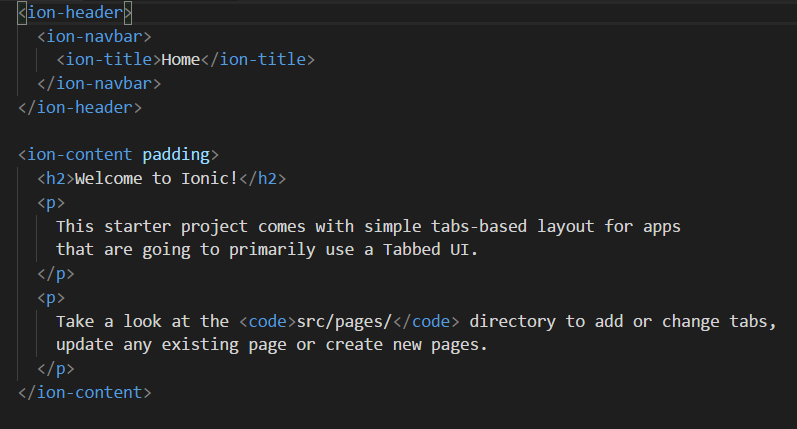 <ion-header>
<ion-navbar>
<ion-title>Home</ion-title>
</ion-navbar>
</ion-header>
<ion-content padding>
<h2>Welcome to Ionic!</h2>
<p>
This starter project comes with simple tabs-based layout for apps
that are going to primarily use a Tabbed UI.
</p>
<p>
Take a look at the <code>src/pages/</code> directory to add or change tabs,
update any existing page or create new pages.
</p>
</ion-content>